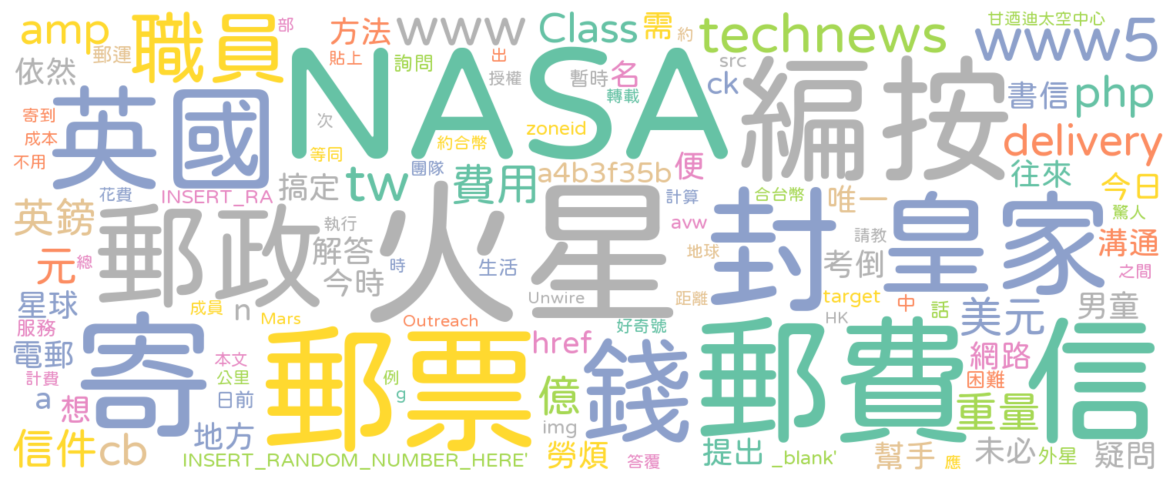 amp 職員 部 方法 www Class 需 約 technews 甘迺迪太空中心 www5
依然 郵運 貼上 詢問 出 授權 暫時 名 轉載 src ck 書信 php
寄到 成本 不用 英國 NASA 編按 delivery
次 等同 約合幣 zoneid 團隊 a4b3f35b 便 往來 今日
花費 INSERT_RA 搞定 tw 費用 計算 合台幣 唯一 驚人
英鎊 郵政 執行 解答 火星 avw 地球 封 請教 皇家 溝通
元 總 今時 時 生活 考倒 之間
星球 成員 n Unwire 距離 target HK 中 話 美元 男童
服務 Mars Outreach 好奇號
電郵 寄 本文 郵票 例 href 錢 郵費 網路 信
計費 公里 g 困難
a 想 日前 億 重量
信件 cb 地方 img 提出 未必 外星 疑問
INSERT_RANDOM_NUMBER_HERE' 勞煩 答覆 _blank' 幫手 應